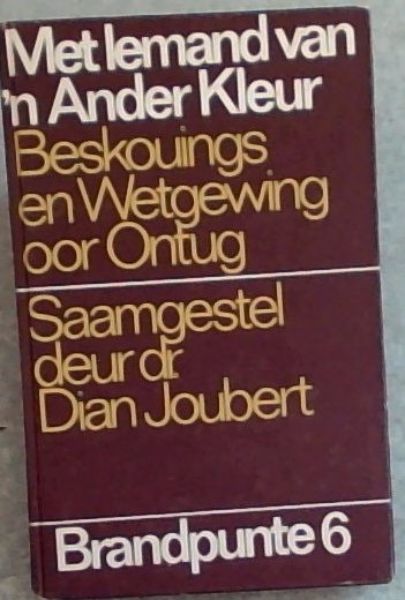 Met Iemand van
'n Ander Kleur
Beskouings
en Wetgewing
oor Ontug
Saamgestel
deur dr.
Dian Joubert
Brandpunte 6